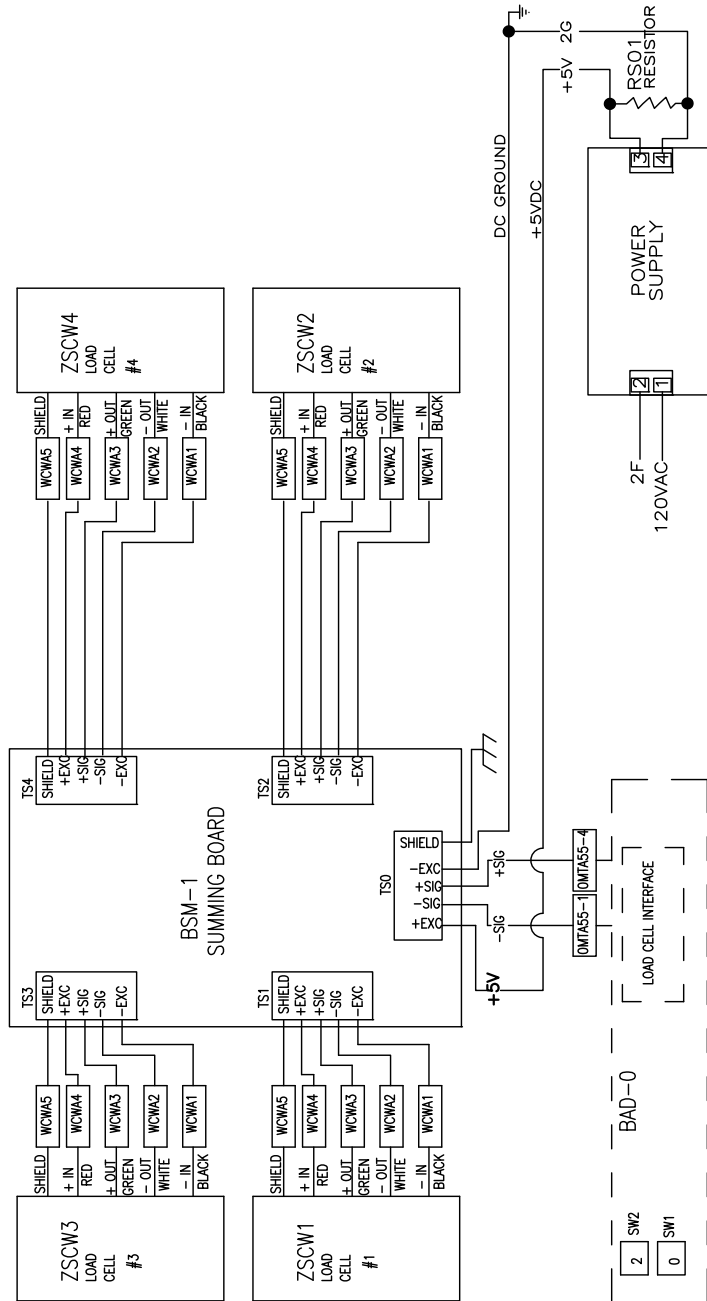 ZSCW4
LOAD
CELL
#4
SHIELD
+ IN
RED
+ OUT
GREEN
- OUT
WHITE
- IN
BLACK
WCWA5
WCWA4
WCWA3
WCWA2
WCWA1
ZSCW2
LOAD
CELL
#2
SHIELD
+ IN
RED
+ OUT
GREEN
- OUT
WHITE
- IN
BLACK
WCWA5
WCWA4
WCWA3
WCWA2
WCWA1
TS4
SHIELD
+EXC
+SIG
-SIG
-EXC
TS2
SHIELD
+EXC
+SIG
-SIG
-EXC
BSM-1
SUMMING BOARD
TS0
SHIELD
-EXC
+SIG
-SIG
+EXC
TS3
SHIELD
+EXC
+SIG
-SIG
-EXC
TS1
SHIELD
+EXC
+SIG
-SIG
-EXC
WCWA5
WCWA4
WCWA3
WCWA2
WCWA1
SHIELD
+ IN
RED
+ OUT
GREEN
- OUT
WHITE
- IN
BLACK
ZSCW3
LOAD
CELL
#3
WCWA5
WCWA4
WCWA3
WCWA2
WCWA1
SHIELD
+ IN
RED
+ OUT
GREEN
- OUT
WHITE
- IN
BLACK
ZSCW1
LOAD
CELL
#1
DC GROUND
+5VDC
2G
+5V
RS01
RESISTOR
3
4
POWER
SUPPLY
2
1
2F
120VAC
+SIG
-SIG
+5V
0MTA55-4
0MTA55-1
LOAD CELL INTERFACE
BAD-0
2
SW2
0
SW1